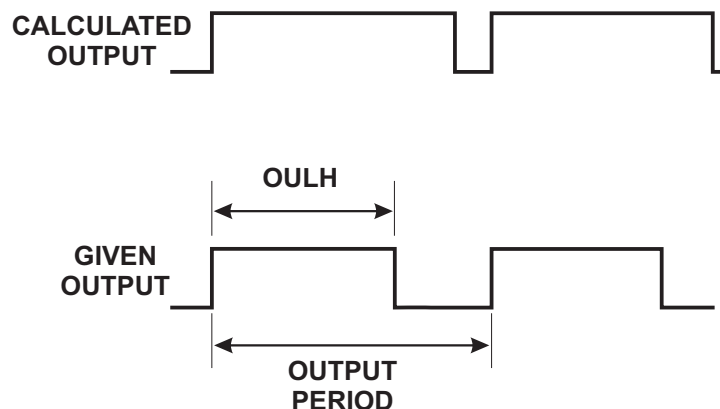 CALCULATED
OUTPUT
OULH
GIVEN
OUTPUT
OUTPUT
PERIOD